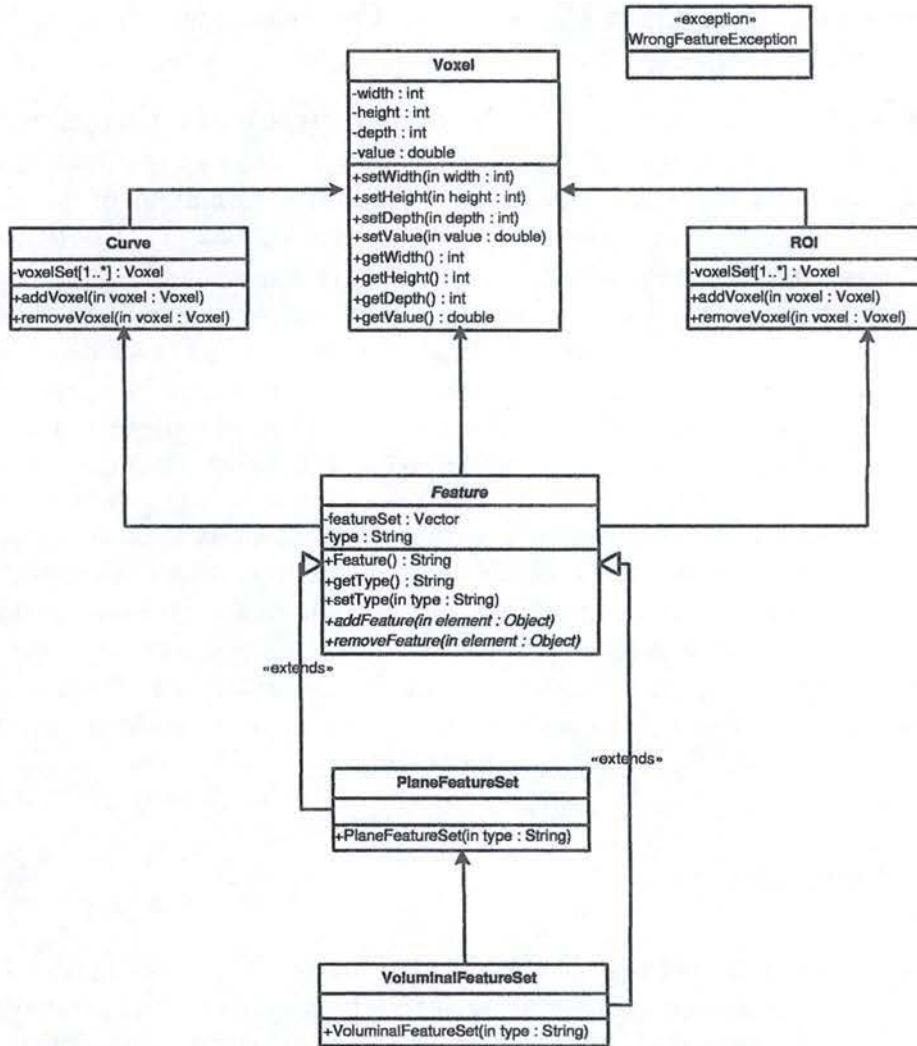 «exception»
WrongFeatureException
Voxel
-width : int
-height : int
-depth : int
-value : double
+setWidth(in width : int)
+setHeight(in height : int)
+setDepth(in depth : int)
+setValue(in value : double)
+getWidth() : int
+getHeight() : int
+getDepth() : int
+getValue() : double
Curve
-voxelSet[1..*] : Voxel
+addVoxel(in voxel : Voxel)
+removeVoxel(in voxel : Voxel)
ROI
-voxelSet[1..*] : Voxel
+addVoxel(in voxel : Voxel)
+removeVoxel(in voxel : Voxel)
Feature
-featureSet : Vector
-type : String
+Feature() : String
+getType() : String
+setType(in type : String)
+addFeature(in element : Object)
+removeFeature(in element : Object)
«extends»
«extends»
PlaneFeatureSet
+PlaneFeatureSet(in type : String)
VoluminalFeatureSet
+VoluminalFeatureSet(in type : String)